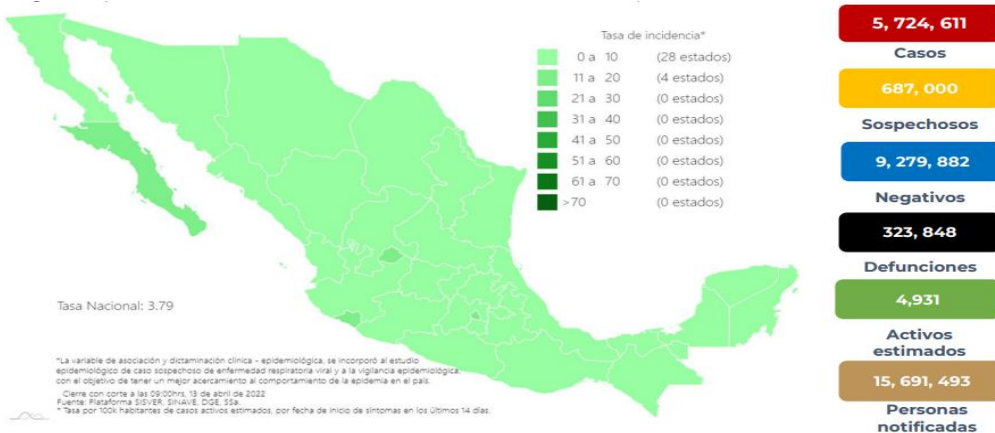 Tasa de incidencia*
0 a 10 (28 estados)
11 a 20 (4 estados)
21 a 30 (0 estados)
31 a 40 (0 estados)
41 a 50 (0 estados)
51 a 60 (0 estados)
61 a 70 (0 estados)
>70 (0 estados)
Tasa Nacional: 3.79
*La variable de asociación y dictaminación clínica - epidemiológica, se incorporó al estudio
epidemiológico de caso sospechoso de enfermedad respiratoria viral y a la vigilancia epidemiológica,
con el objetivo de tener un mejor acercamiento al comportamiento de la epidemia en el país.
Cierre con corte a las 09:00hrs, 13 de abril de 2022
Fuente: Plataforma SISVER, SINAVE, DGE, SSa.
* Tasa por 100k habitantes de casos activos estimados, por fecha de inicio de síntomas en los últimos 14 días.
5, 724, 611
Casos
687, 000
Sospechosos
9, 279, 882
Negativos
323, 848
Defunciones
4,931
Activos
estimados
15, 691, 493
Personas
notificadas